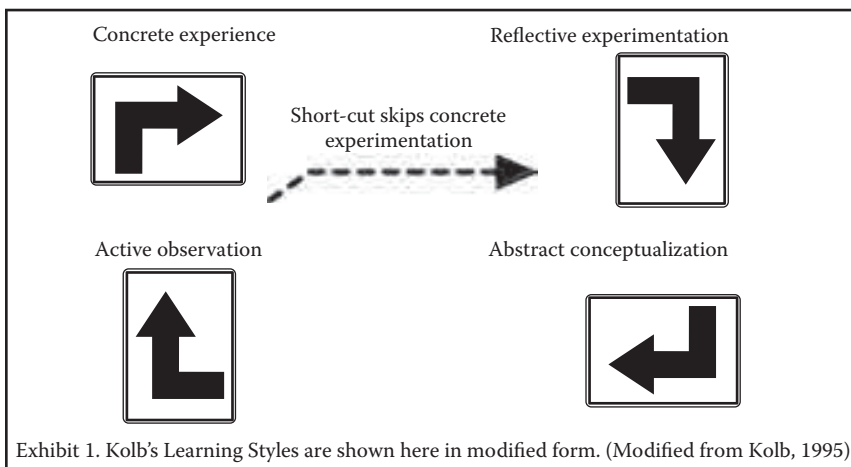 Concrete experience
Reflective experimentation
Short-cut skips concrete
experimentation
Active observation
Abstract conceptualization
Exhibit 1. Kolb's Learning Styles are shown here in modified form. (Modified from Kolb, 1995)